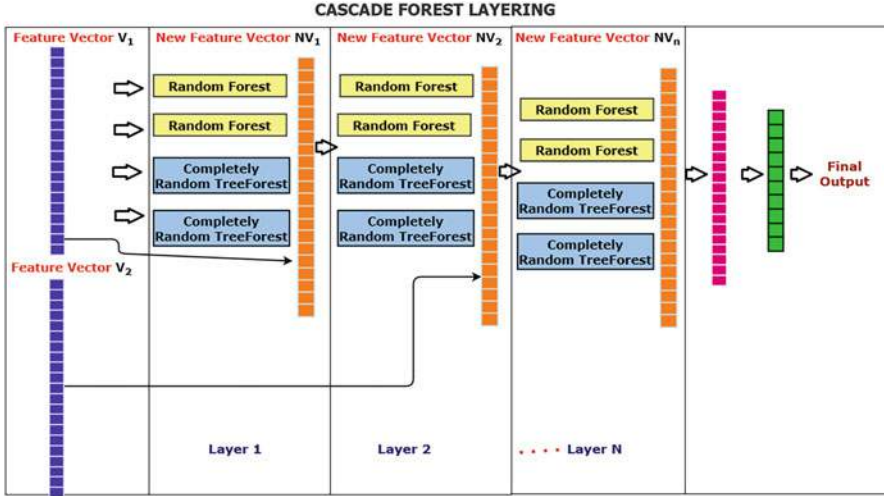 CASCADE FOREST LAYERING
Feature Vector V1
New Feature Vector NV1
New Feature Vector NV2
New Feature Vector NVn
Random Forest
Random Forest
Completely
Random TreeForest
Completely
Random TreeForest
Random Forest
Random Forest
Completely
Random TreeForest
Completely
Random TreeForest
Random Forest
Random Forest
Completely
Random TreeForest
Completely
Random TreeForest
Final
Output
Feature Vector V2
Layer 1
Layer 2
.... Layer N